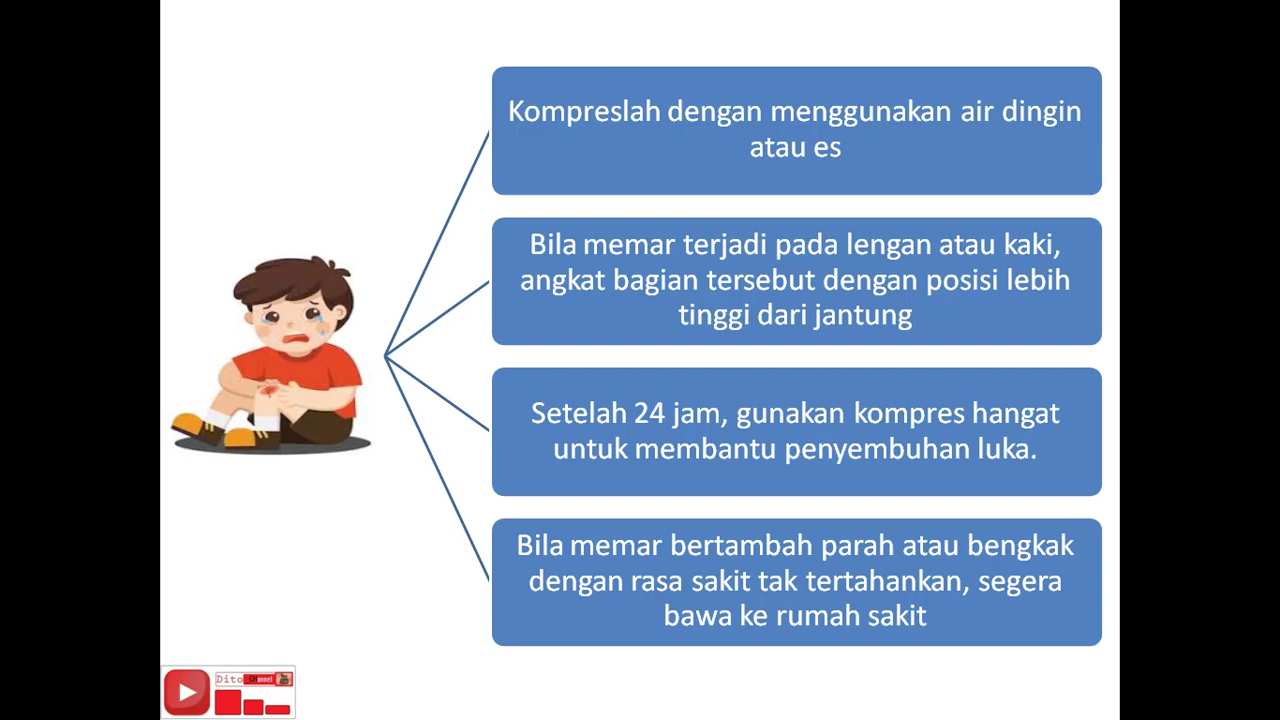 Kompreslah dengan menggunakan air dingin
atau es
Bila memar terjadi pada lengan atau kaki,
angkat bagian tersebut dengan posisi lebih
tinggi dari jantung
Setelah 24 jam, gunakan kompres hangat
untuk membantu penyembuhan luka.
Bila memar bertambah parah atau bengkak
dengan rasa sakit tak tertahankan, segera
bawa ke rumah sakit
Dito Channel